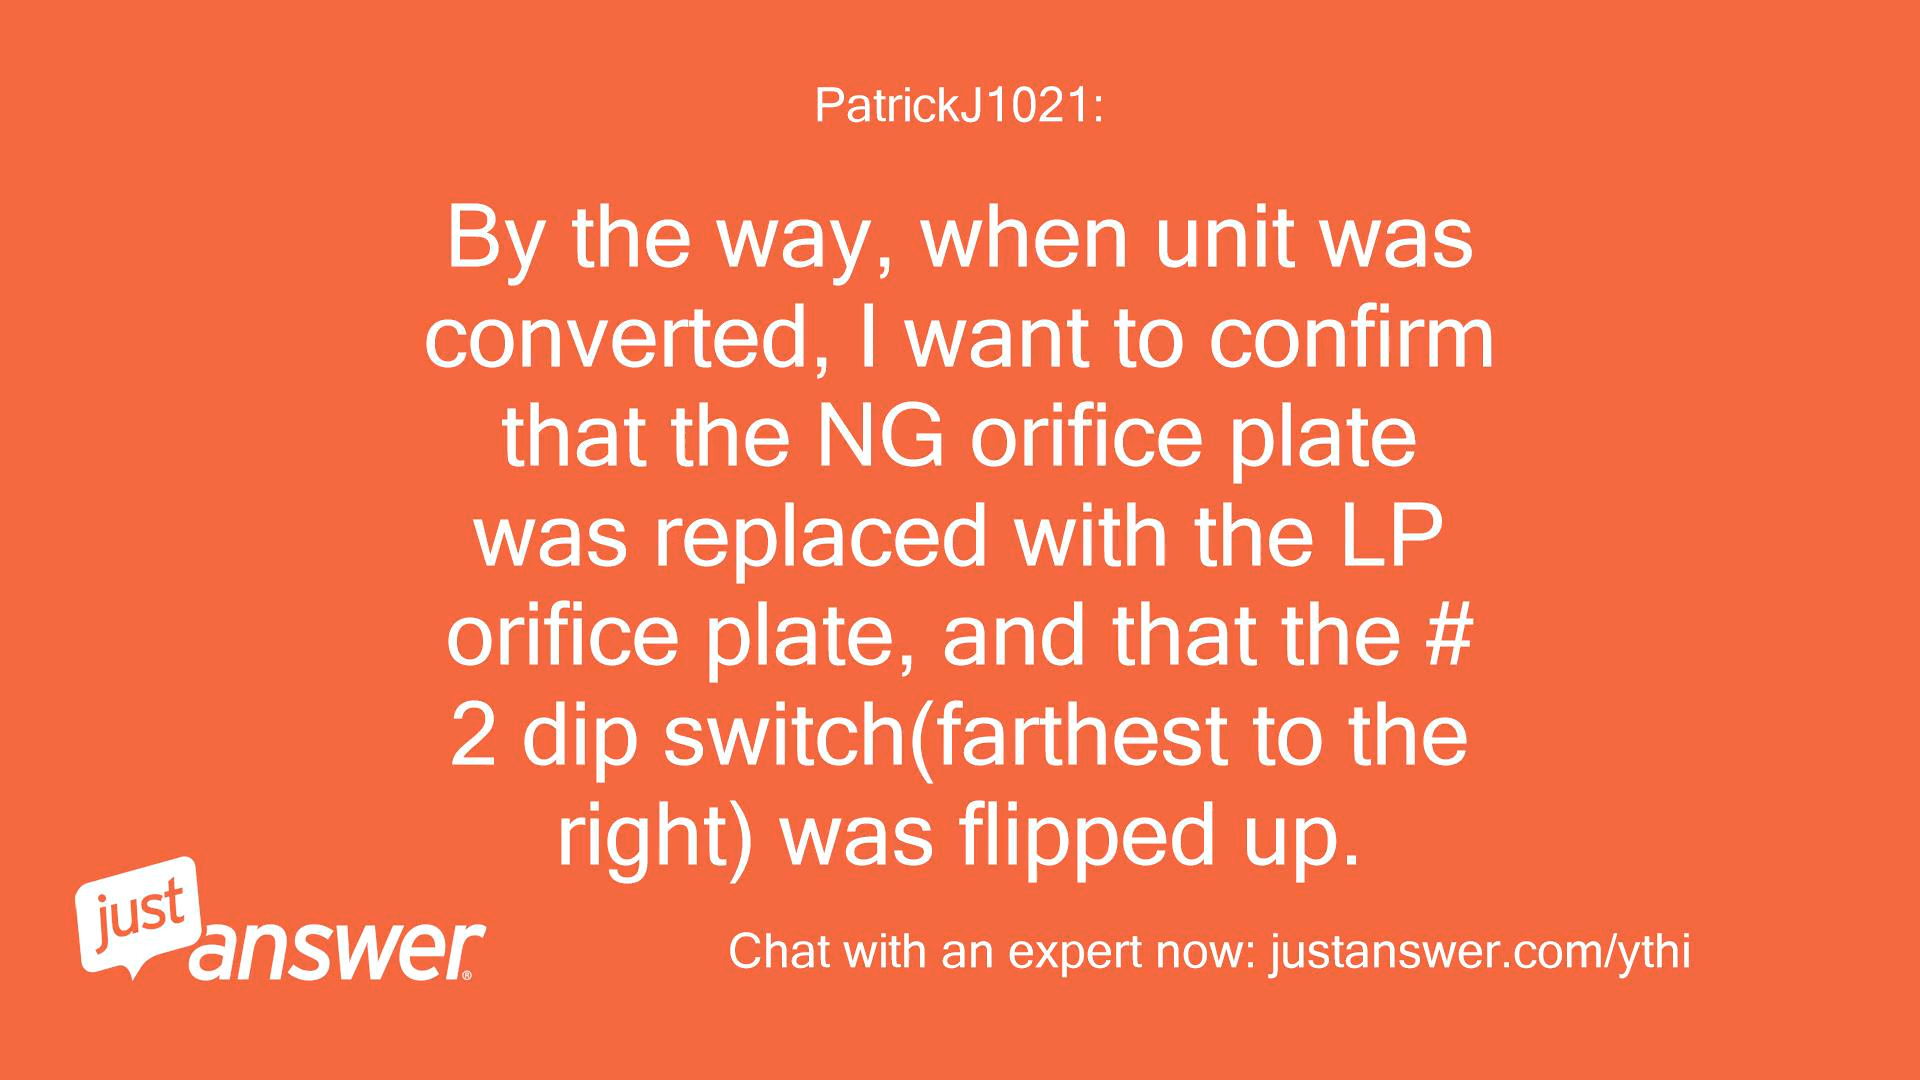 PatrickJ1021:
By the way, when unit was
converted, I want to confirm
that the NG orifice plate
was replaced with the LP
orifice plate, and that the #
2 dip switch(farthest to the
right) was flipped up.
just
answer®
Chat with an expert now: justanswer.com/ythi